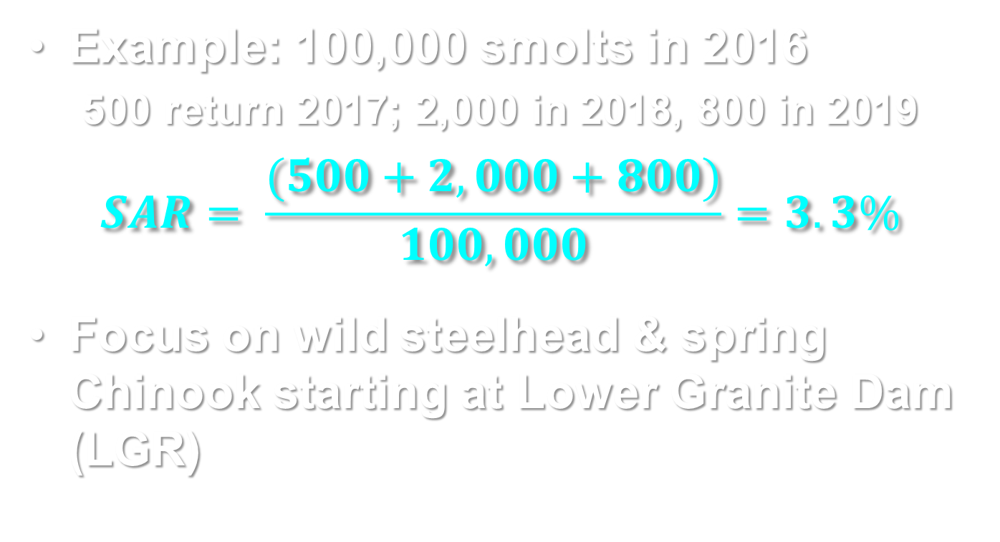 • Example: 100,000 smolts in 2016
500 return 2017; 2,000 in 2018, 800 in 2019
SAR = (500 + 2,000 + 800) / 100,000 = 3.3%
• Focus on wild steelhead & spring
Chinook starting at Lower Granite Dam
(LGR)